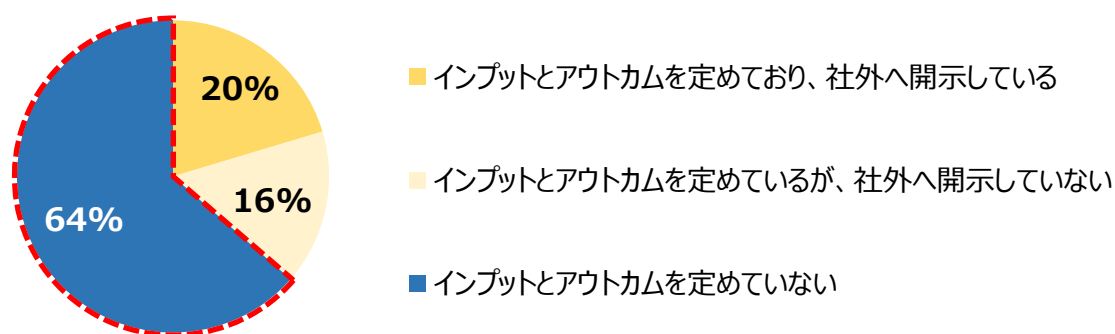 20%
16%
64%
インプットとアウトカムを定めており、社外へ開示している
インプットとアウトカムを定めているが、社外へ開示していない
インプットとアウトカムを定めていない